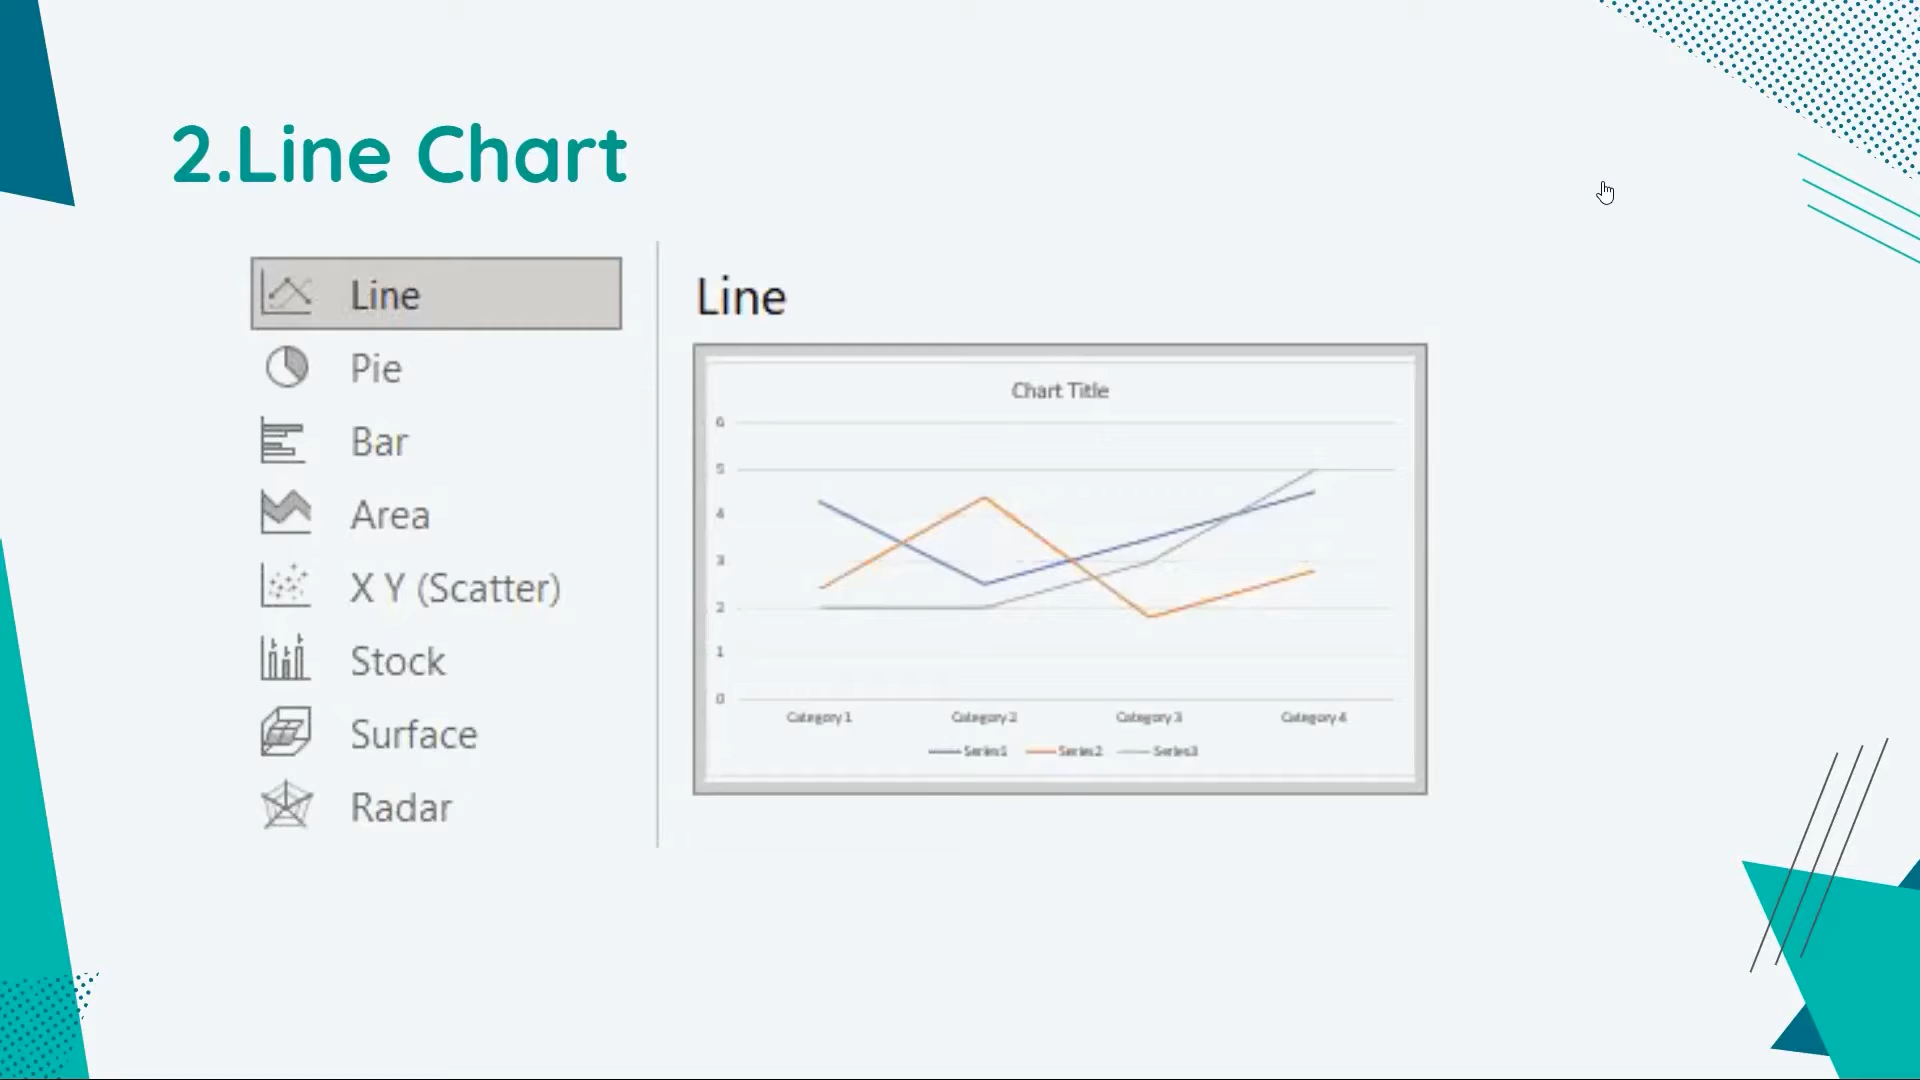 2.Line Chart
Line
Pie
Bar
Area
X Y (Scatter)
Stock
Surface
Radar
Line
Chart Title
6
5
4
3
2
1
0
Category 1 Category 2 Category 3 Category 4
Series1 Series2 Series3